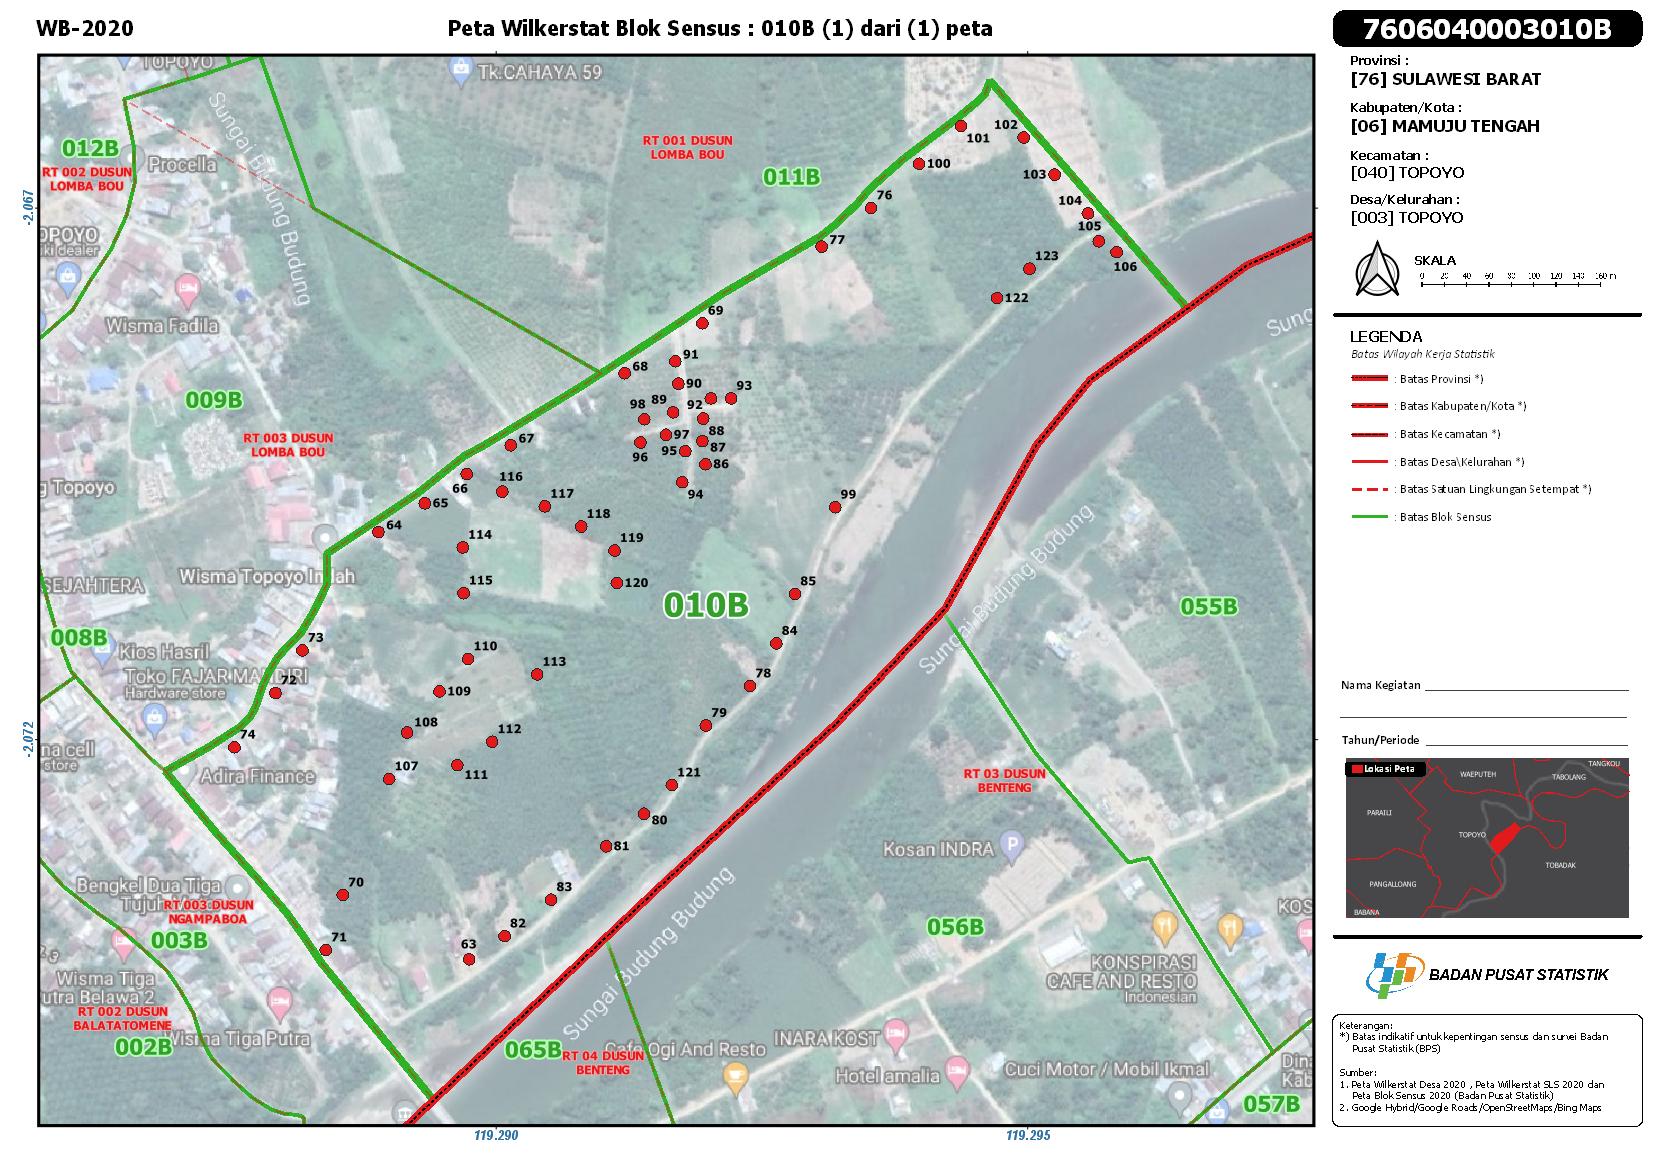 WB-2020
Peta Wilkerstat Blok Sensus : 010B (1) dari (1) peta
7606040003010B
Provinsi :
[76] SULAWESI BARAT
Kabupaten/Kota :
[06] MAMUJU TENGAH
Kecamatan :
[040] TOPOYO
Desa/Kelurahan :
[003] TOPOYO
SKALA
0 20 40 60 80 100 120 140 160 m
LEGENDA
Batas Wilayah Kerja Statistik
: Batas Provinsi *)
: Batas Kabupaten/Kota *)
: Batas Kecamatan *)
: Batas Desa\Kelurahan *)
: Batas Satuan Lingkungan Setempat *)
: Batas Blok Sensus
Nama Kegiatan
Tahun/Periode
Lokasi Peta
TANGKOU
WAEPUTEH
TABOLANG
PARAILI
TOPOYO
TOBADAK
PANGALLOANG
BABANA
BADAN PUSAT STATISTIK
Keterangan:
*) Batas indikatif untuk kepentingan sensus dan survei Badan
Pusat Statistik (BPS)
Sumber:
1. Peta Wilkerstat Desa 2020 , Peta Wilkerstat SLS 2020 dan
Peta Blok Sensus 2020 (Badan Pusat Statistik)
2. Google Hybrid/Google Roads/OpenStreetMaps/Bing Maps
TOPOYO
Tk.CAHAYA 59
Sungai Budung Budung
012B
RT 002 DUSUN
LOMBA BOU
Procella
RT 001 DUSUN
LOMBA BOU
011B
101
102
100
103
76
104
105
77
106
123
122
-2.067
OPOYO
ki dealer
Wisma Fadila
Sung
69
91
68
90
93
89
98
92
009B
RT 003 DUSUN
LOMBA BOU
97
88
67
95
87
96
86
116
66
94
g Topoyo
65
117
99
64
118
114
119
Wisma Topoyo Indah
SEJAHTERA
115
120
85
010B
055B
Sungai Budung Budung
008B
73
84
Kios Hasril
110
113
Toko FAJAR MANDIRI
Hardware store
72
109
78
108
79
112
-2.072
na cell
store
74
107
111
121
Adira Finance
RT 03 DUSUN
BENTENG
80
81
Kosan INDRA
70
83
Bengkel Dua Tiga
RT 003 DUSUN
NGAMPABOA
003B
71
82
63
056B
KOS
Sungai Budung Budung
KONSPIRASI
CAFE AND RESTO
Indonesian
Wisma Tiga
utra Belawa 2
RT 002 DUSUN
BALATATOMENE
002B
Wisma Tiga Putra
065B
RT 04 DUSUN
BENTENG
Cafe Ogi And Resto
INARA KOST
Hotel amalia
Cuci Motor / Mobil Ikmal
Dina
Kab
057B
119.290
119.295